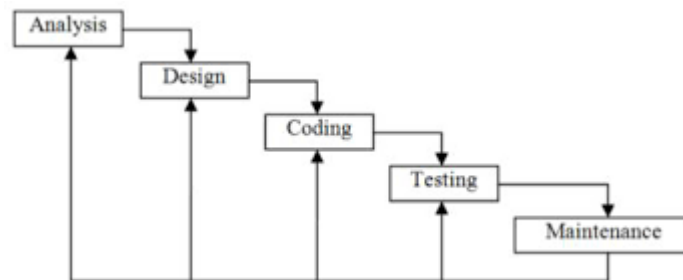 Analysis
Design
Coding
Testing
Maintenance